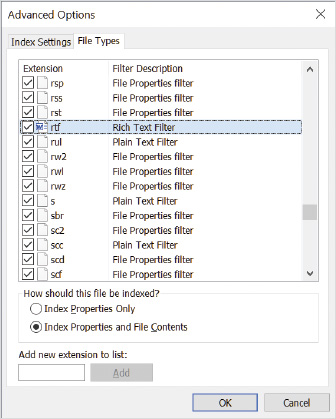 Advanced Options
Index Settings File Types
Extension Filter Description
rsp File Properties filter
rss File Properties filter
rst File Properties filter
rtf Rich Text Filter
rul Plain Text Filter
rw2 File Properties filter
rwl File Properties filter
rwz File Properties filter
s Plain Text Filter
sbr File Properties filter
sc2 File Properties filter
scc Plain Text Filter
scd File Properties filter
scf File Properties filter
How should this file be indexed?
Index Properties Only
Index Properties and File Contents
Add new extension to list:
Add
OK Cancel